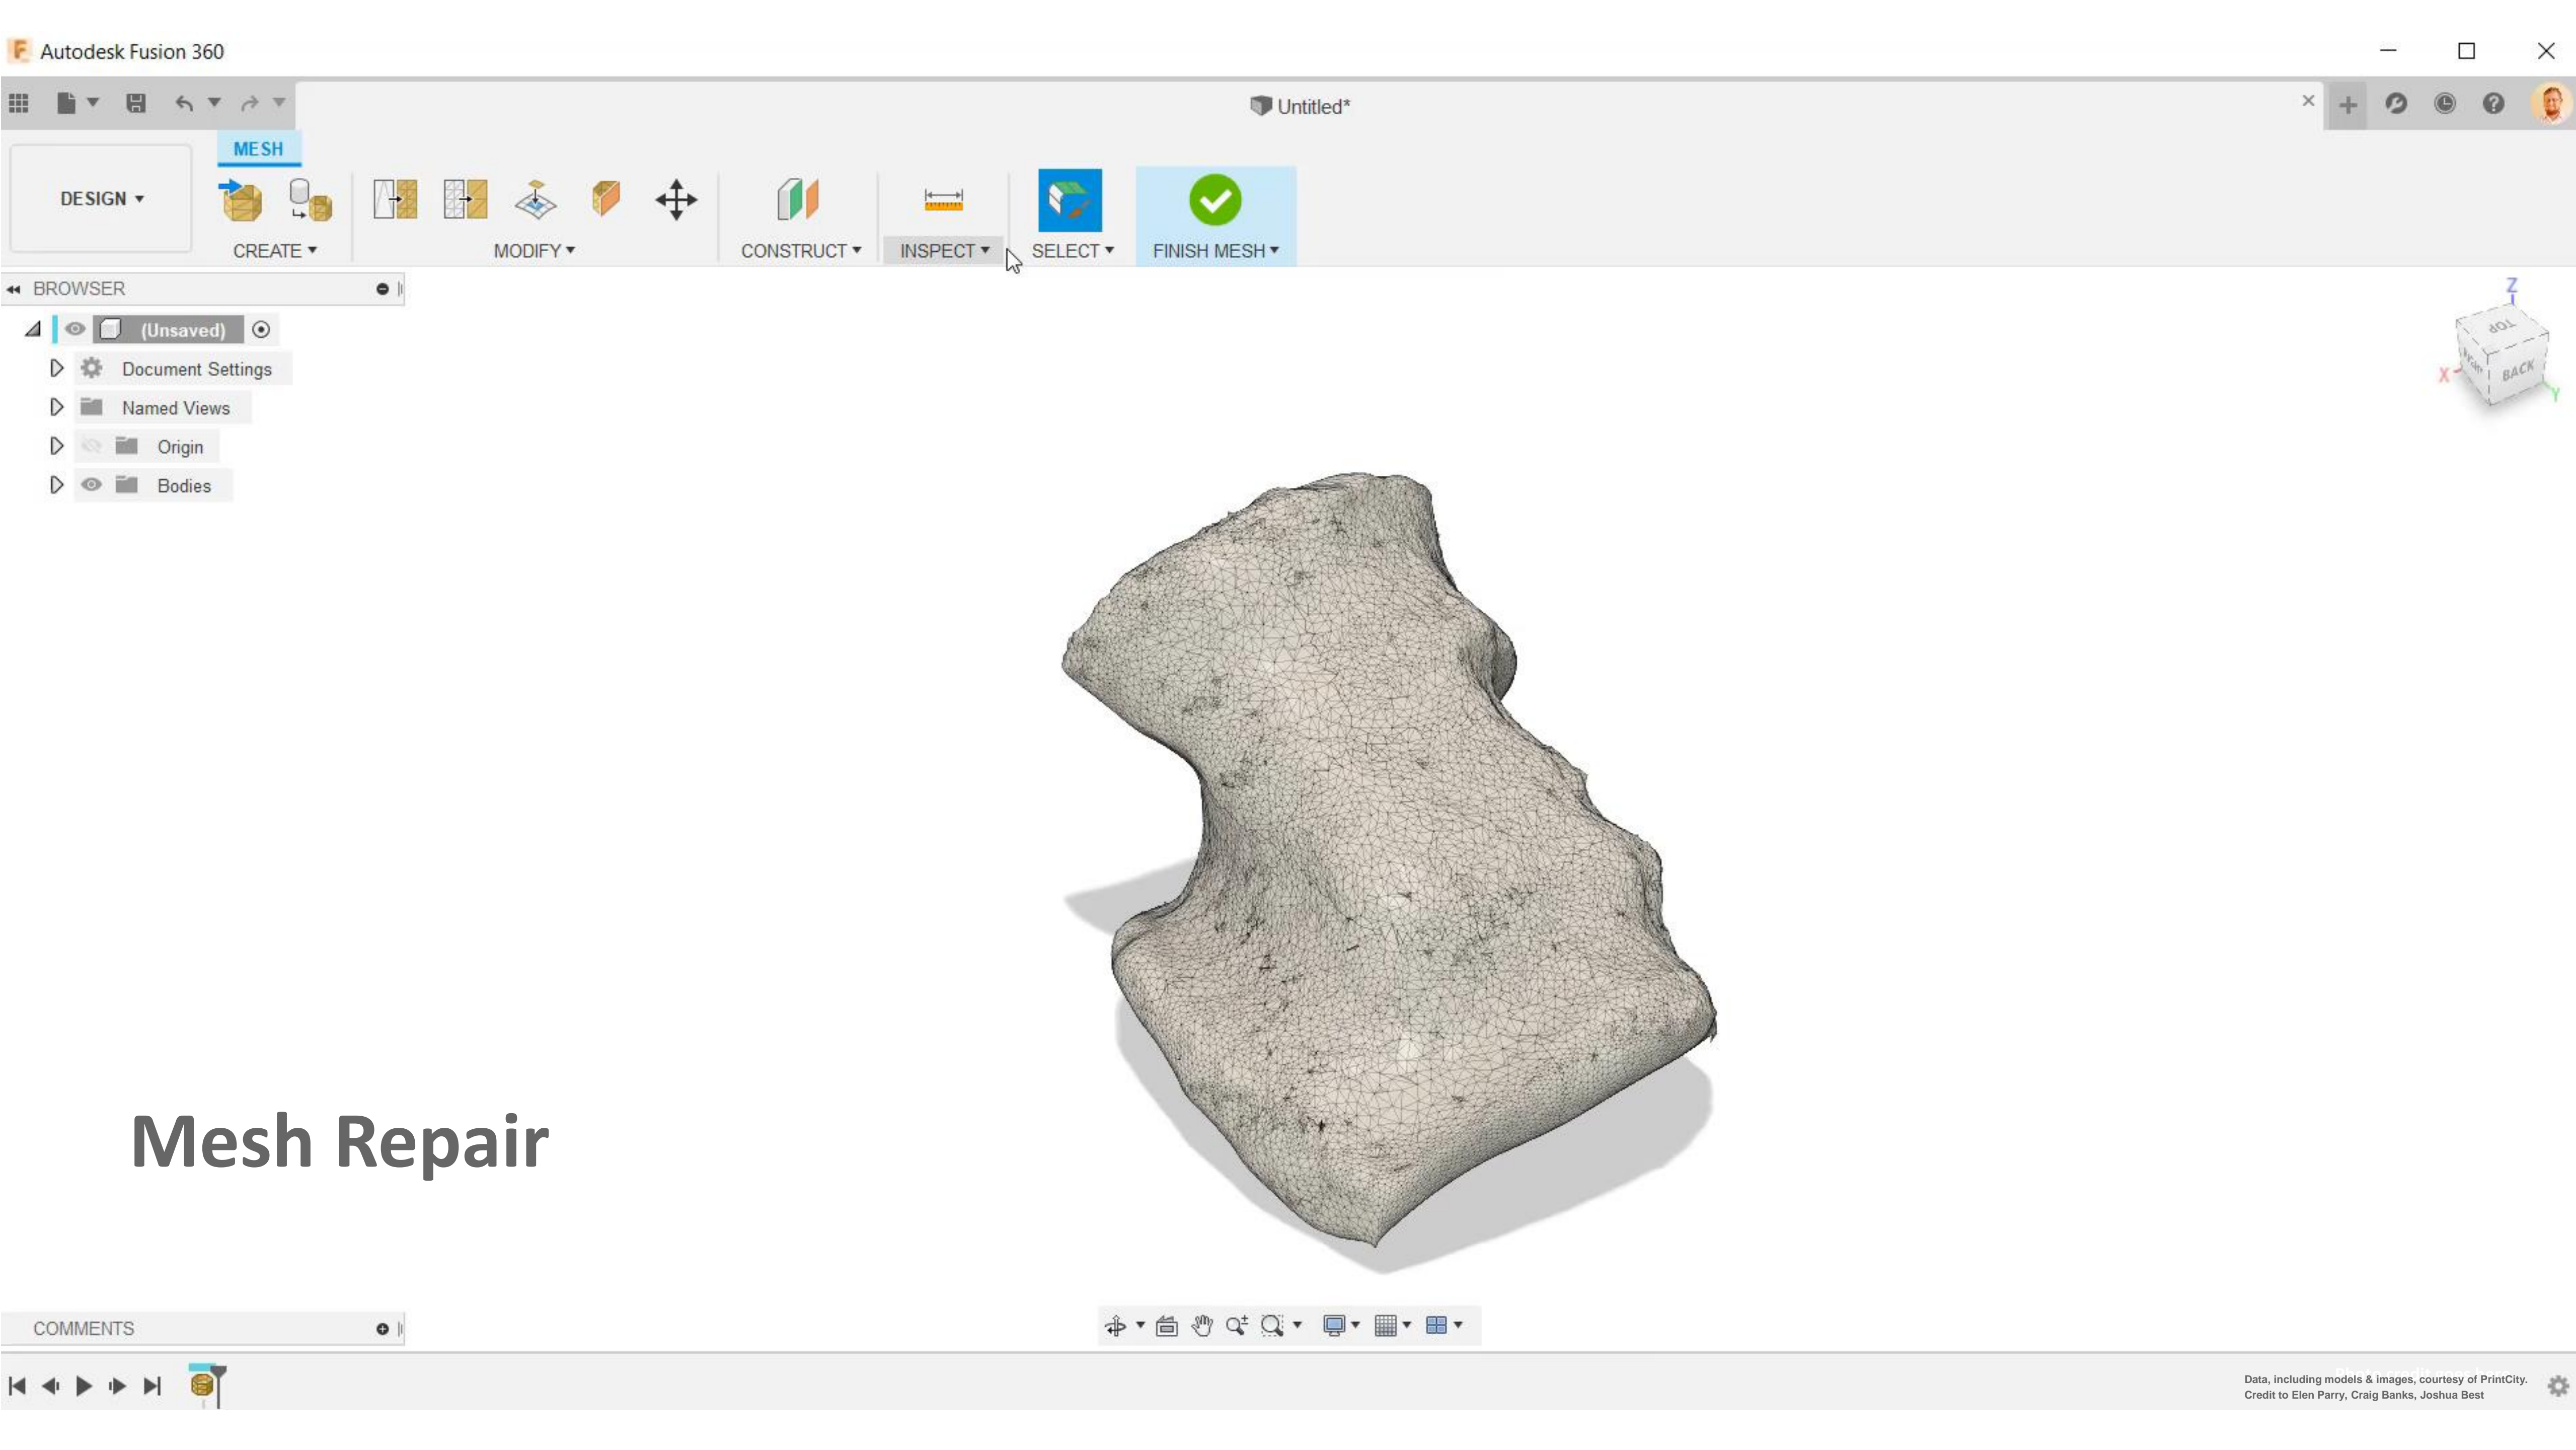 Autodesk Fusion 360
Untitled*
MESH
DESIGN
CREATE
MODIFY
CONSTRUCT
INSPECT
SELECT
FINISH MESH
BROWSER
(Unsaved)
Document Settings
Named Views
Origin
Bodies
Z
TOP
BACK
X
Y
Mesh Repair
COMMENTS
Data, including models & images, courtesy of PrintCity.
Credit to Elen Parry, Craig Banks, Joshua Best